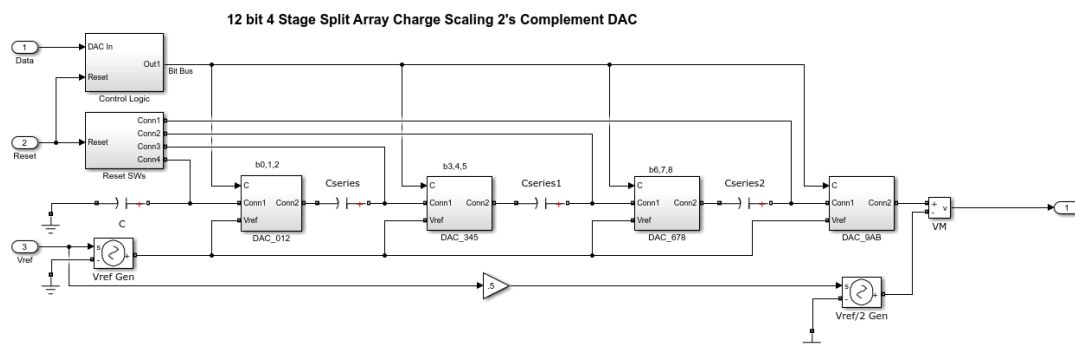 12 bit 4 Stage Split Array Charge Scaling 2's Complement DAC
1
Data
DAC In
Reset
Out1
Control Logic
Bit Bus
2
Reset
Reset
Conn1
Conn2
Conn3
Conn4
Reset SWs
b0,1,2
C
Conn1
Conn2
Vref
DAC_012
Cseries
b3,4,5
C
Conn1
Conn2
Vref
DAC_345
Cseries1
b6,7,8
C
Conn1
Conn2
Vref
DAC_678
Cseries2
C
Conn1
Conn2
Vref
DAC_9AB
+
-
v
VM
1
C
+
+
+
+
3
Vref
s
-
+
Vref Gen
.5
s
-
+
Vref/2 Gen